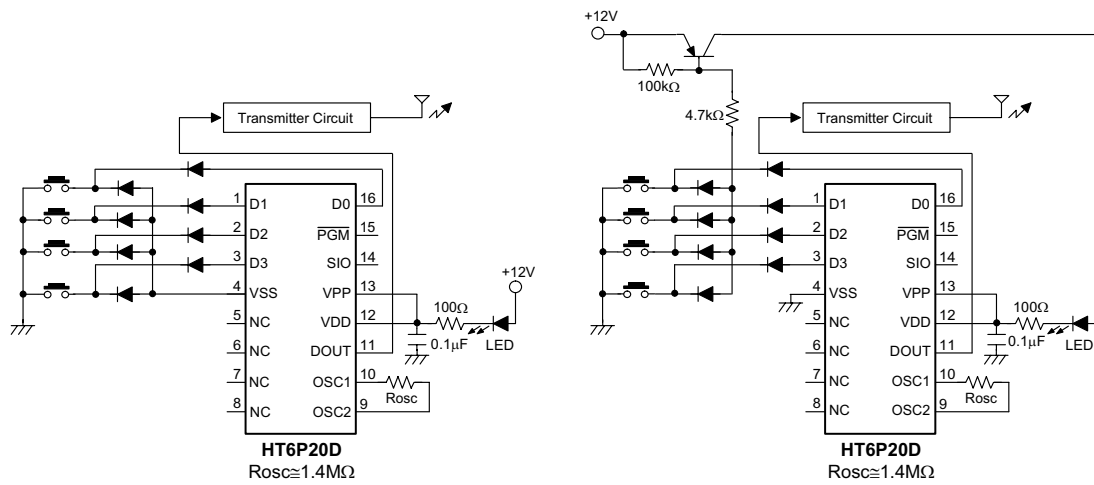 Transmitter Circuit
1 D1 D0 16
2 D2 PGM 15
3 D3 SIO 14
4 VSS VPP 13
5 NC VDD 12
6 NC DOUT 11
7 NC OSC1 10
8 NC OSC2 9
+12V
100Ω
0.1μF
LED
Rosc
HT6P20D
Rosc≅1.4MΩ
+12V
100kΩ
4.7kΩ
Transmitter Circuit
1 D1 D0 16
2 D2 PGM 15
3 D3 SIO 14
4 VSS VPP 13
5 NC VDD 12
6 NC DOUT 11
7 NC OSC1 10
8 NC OSC2 9
100Ω
0.1μF
LED
Rosc
HT6P20D
Rosc≅1.4MΩ